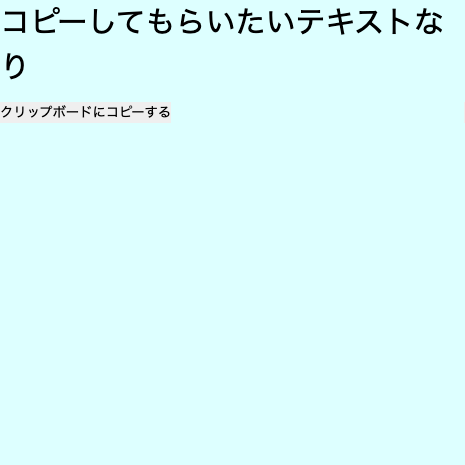 コピーしてもらいたいテキストな
り
クリップボードにコピーする